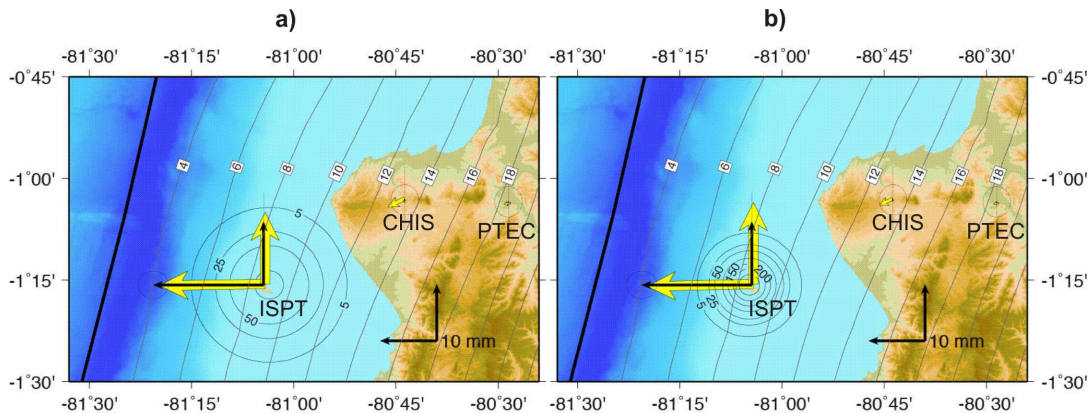 a)
b)
-81°30' -81°15' -81°00' -80°45' -80°30' -81°30' -81°15' -81°00' -80°45' -80°30'
-0°45' -0°45'
4 6 8 10 12 14 16 18 4 6 8 10 12 14 16 18
-1°00' -1°00'
CHIS CHIS
PTEC PTEC
5 25 50 5
50 150 200 25 5
-1°15' -1°15'
ISPT ISPT
10 mm 10 mm
-1°30' -1°30'
-81°30' -81°15' -81°00' -80°45' -80°30' -81°30' -81°15' -81°00' -80°45' -80°30'